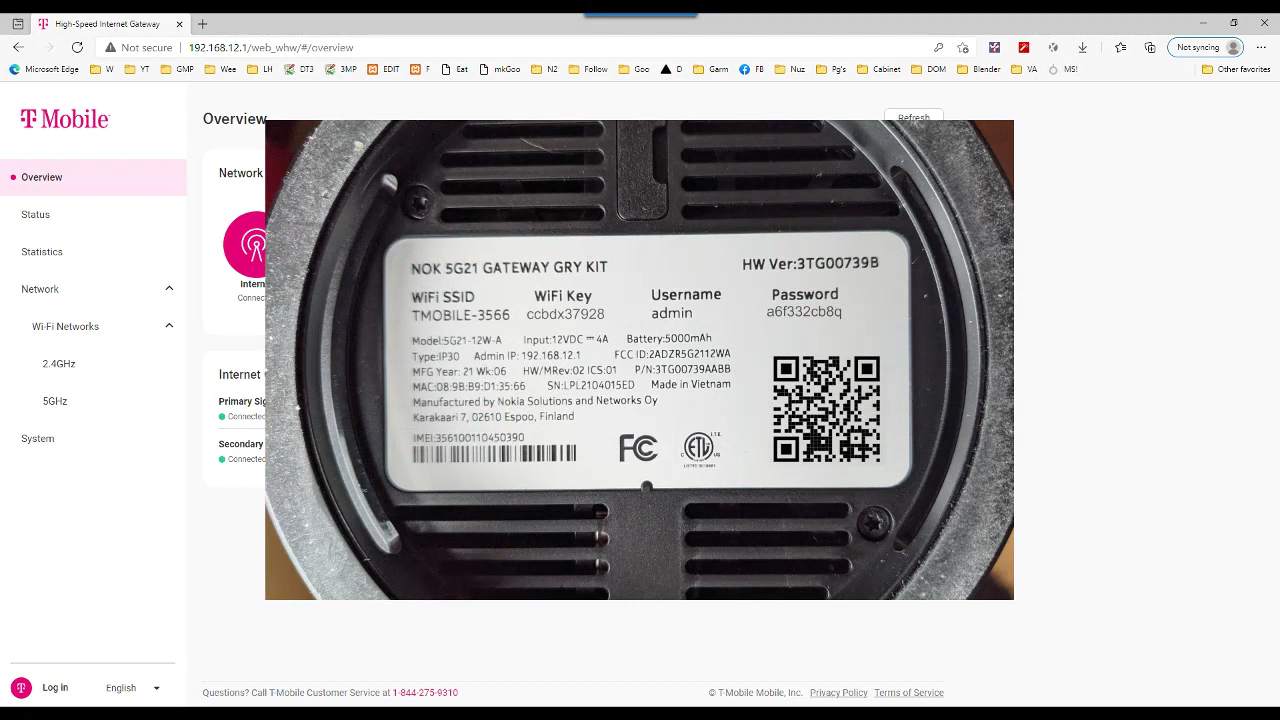 High-Speed Internet Gateway
Not secure
192.168.12.1/web_whw/#/overview
Not syncing
Microsoft Edge W YT GMP Wee LH DTS 3MP EDIT F Eat mkGoo N2 Follow Goo D Garm FB Nuz Pg's Cabinet DOM Blender VA MS! Other favorites
T Mobile
Overview
Status
Statistics
Network
Wi-Fi Networks
2.4GHz
5GHz
System
Log in
English
Overview
Refresh
Network
Intern
Connec
Internet
Primary Sig
Connected
Secondary
Connected
NOK 5G21 GATEWAY GRY KIT
HW Ver:3TG00739B
WiFi SSID WiFi Key Username Password
TMOBILE-3566 ccbdx37928 admin a6f332cb8q
Model:5G21-12W-A Input:12VDC 4A Battery:5000mAh
Type:IP30 Admin IP: 192.168.12.1 FCC ID:2ADZR5G2112WA
MFG Year: 21 Wk:06 HW/MRev:02 ICS:01 P/N:3TG00739AABB
MAC:08:9B:B9:D1:35:66 SN:LPL2104015ED Made in Vietnam
Manufactured by Nokia Solutions and Networks Oy
Karakaari 7, 02610 Espoo, Finland
IMEI:356100110450390
FC
C ETL US
Questions? Call T-Mobile Customer Service at 1-844-275-9310
© T-Mobile Mobile, Inc. Privacy Policy Terms of Service